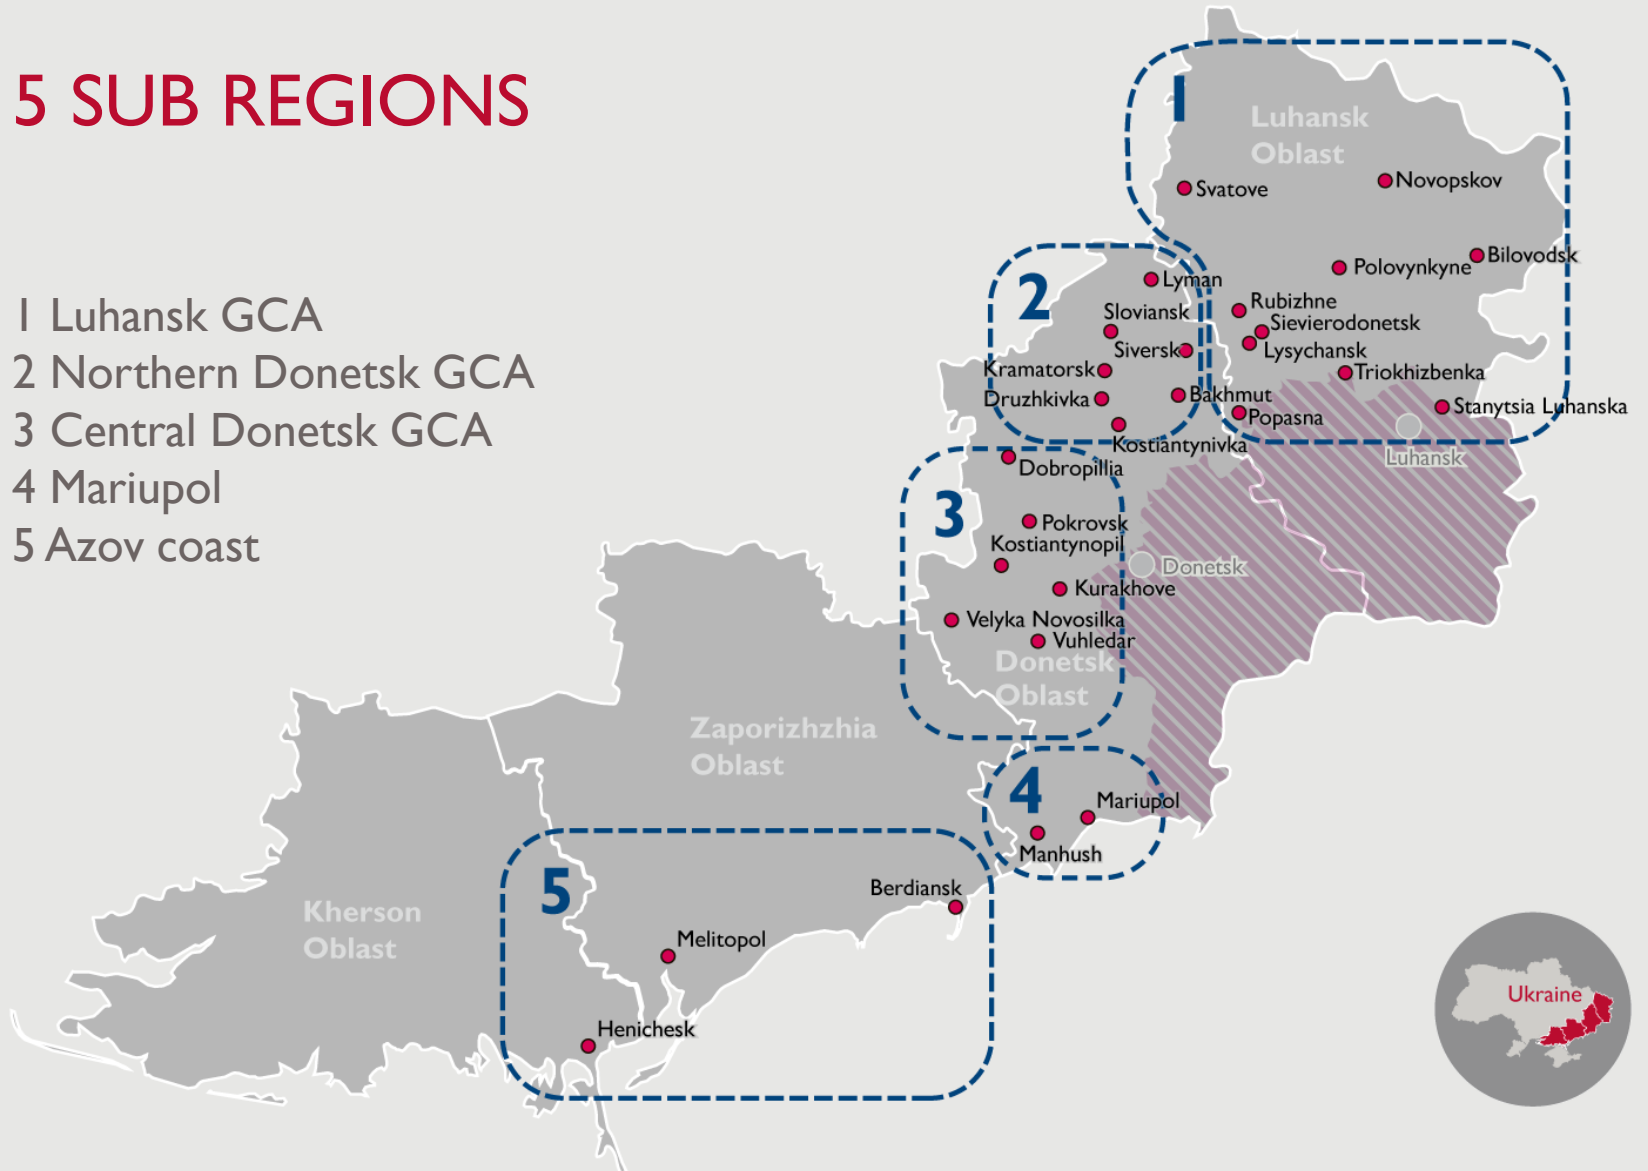 5 SUB REGIONS
1 Luhansk GCA
2 Northern Donetsk GCA
3 Central Donetsk GCA
4 Mariupol
5 Azov coast
1
Luhansk
Oblast
Svatove
Novopskov
Bilovodsk
Polovynkyne
Rubizhne
Sievierodonetsk
Lysychansk
Triokhizbenka
Stanytsia Luhanska
Popasna
Luhansk
2
Lyman
Sloviansk
Siversk
Kramatorsk
Druzhkivka
Bakhmut
Kostiantynivka
3
Dobropillia
Pokrovsk
Kostiantynopil
Kurakhove
Velyka Novosilka
Vuhledar
Donetsk
Donetsk
Oblast
Zaporizhzhia
Oblast
4
Mariupol
Manhush
5
Berdiansk
Melitopol
Henichesk
Kherson
Oblast
Ukraine